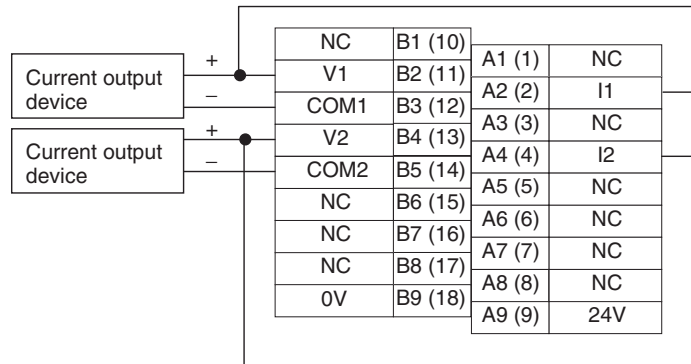 Current output
device
+
−
Current output
device
+
−
NC B1 (10)
V1 B2 (11)
COM1 B3 (12)
V2 B4 (13)
COM2 B5 (14)
NC B6 (15)
NC B7 (16)
NC B8 (17)
0V B9 (18)
A1 (1) NC
A2 (2) I1
A3 (3) NC
A4 (4) I2
A5 (5) NC
A6 (6) NC
A7 (7) NC
A8 (8) NC
A9 (9) 24V